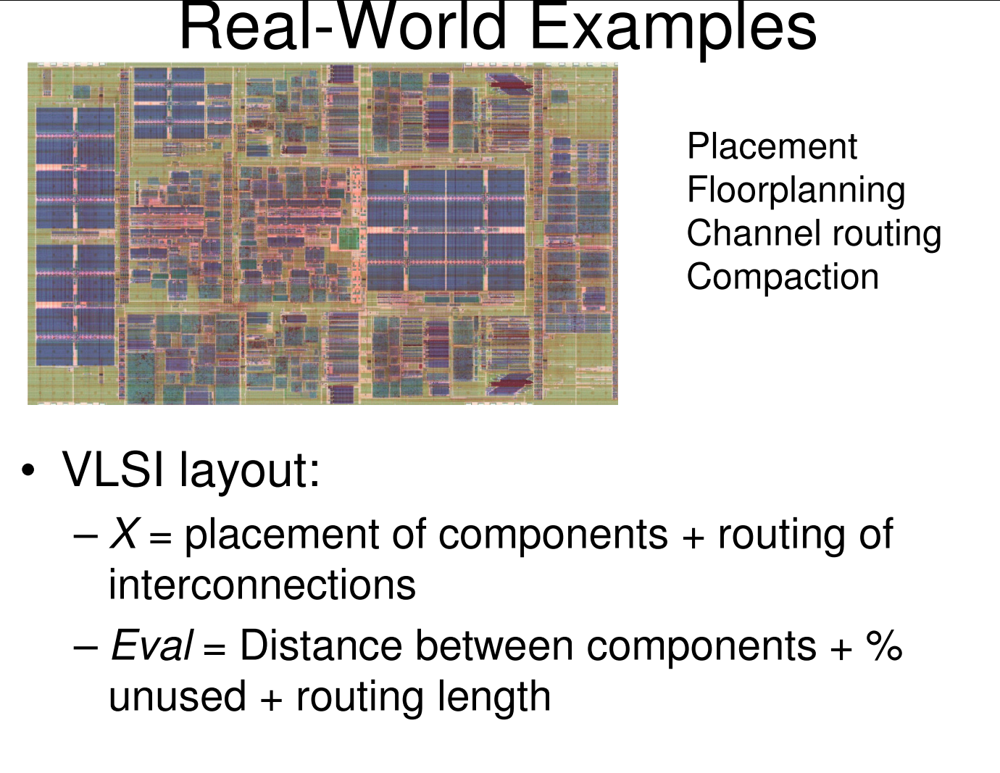 Real-World Examples
Placement
Floorplanning
Channel routing
Compaction
• VLSI layout:
– X = placement of components + routing of
interconnections
– Eval = Distance between components + %
unused + routing length